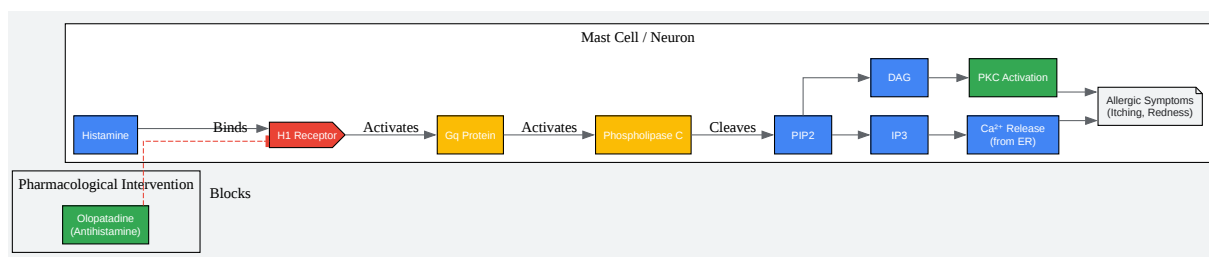 Mast Cell / Neuron
DAG
PKC Activation
Allergic Symptoms
(Itching, Redness)
Histamine
Binds
H1 Receptor
Activates
Gq Protein
Activates
Phospholipase C
Cleaves
PIP2
IP3
Ca²⁺ Release
(from ER)
Pharmacological Intervention
Blocks
Olopatadine
(Antihistamine)